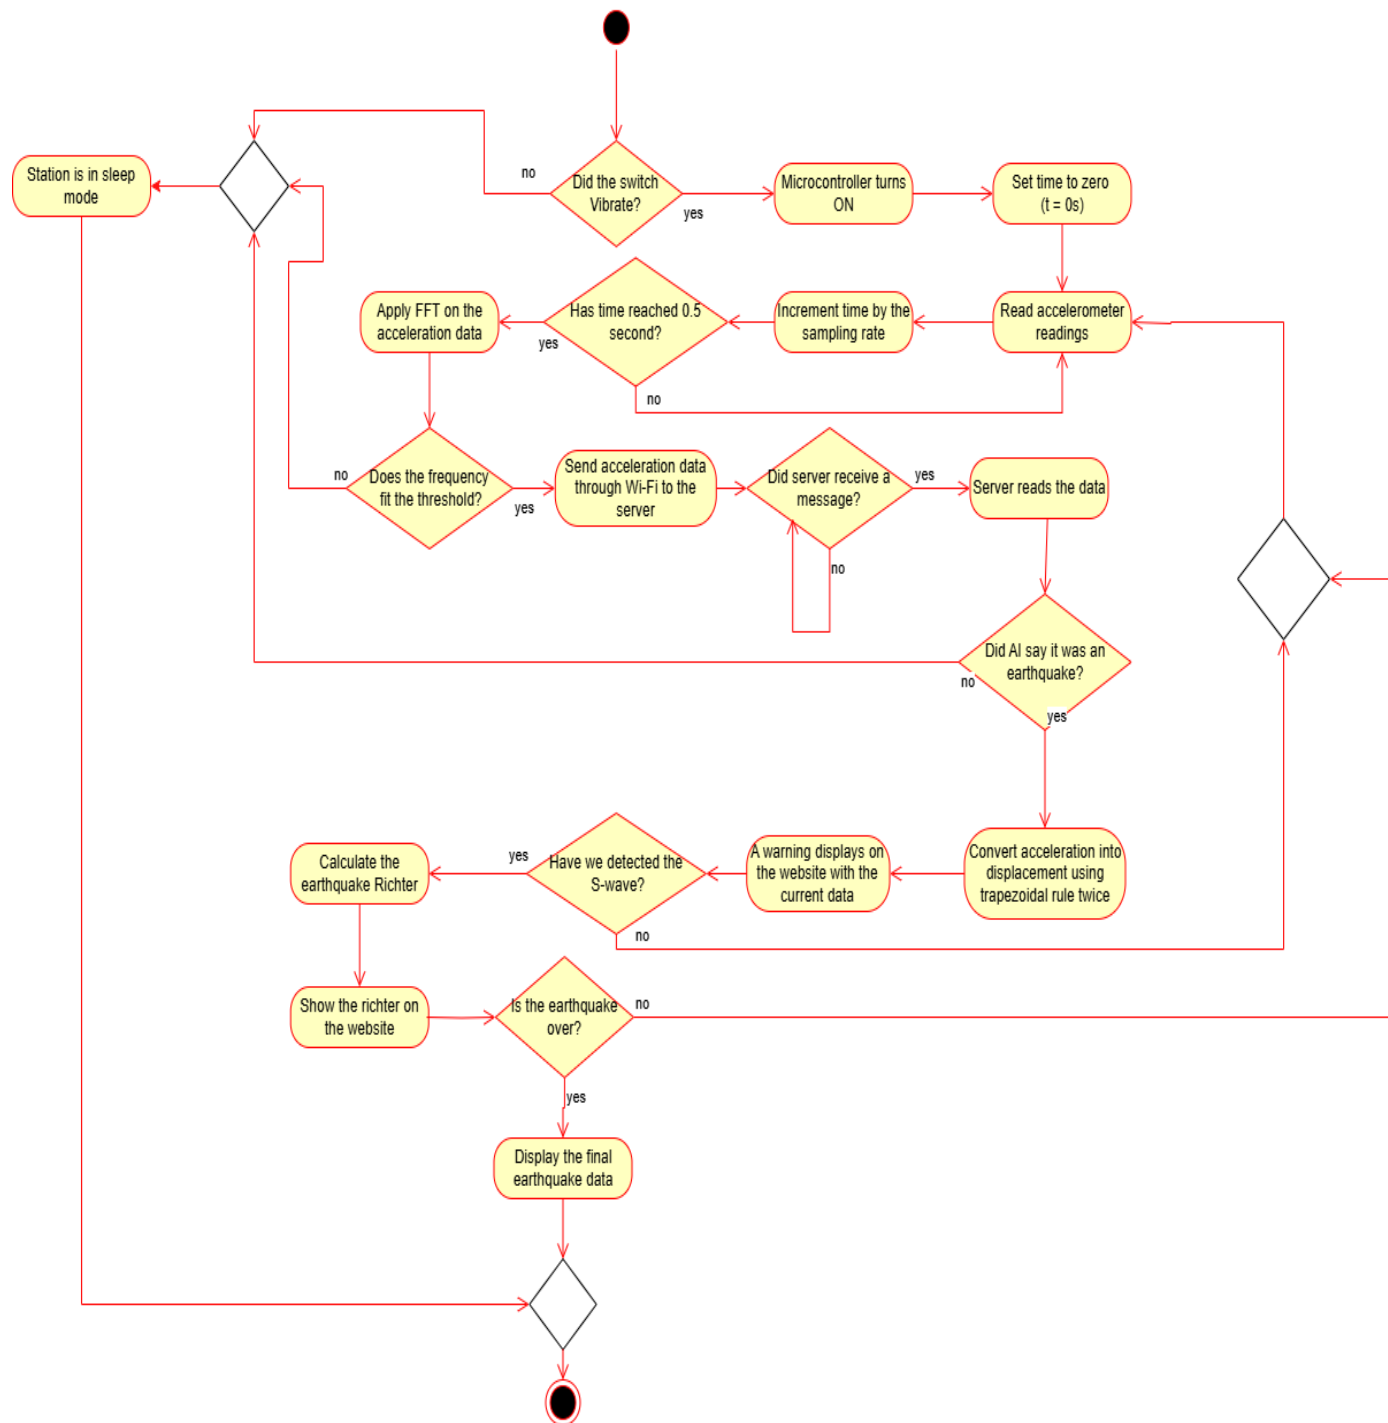 Station is in sleep
mode
no
Did the switch
Vibrate?
yes
Microcontroller turns
ON
Set time to zero
(t = 0s)
Apply FFT on the
acceleration data
yes
Has time reached 0.5
second?
no
Increment time by the
sampling rate
Read accelerometer
readings
no
Does the frequency
fit the threshold?
yes
Send acceleration data
through Wi-Fi to the
server
Did server receive a
message?
yes
no
Server reads the data
Did AI say it was an
earthquake?
no
yes
Calculate the
earthquake Richter
yes
Have we detected the
S-wave?
no
A warning displays on
the website with the
current data
Convert acceleration into
displacement using
trapezoidal rule twice
Show the richter on
the website
Is the earthquake
over?
no
yes
Display the final
earthquake data